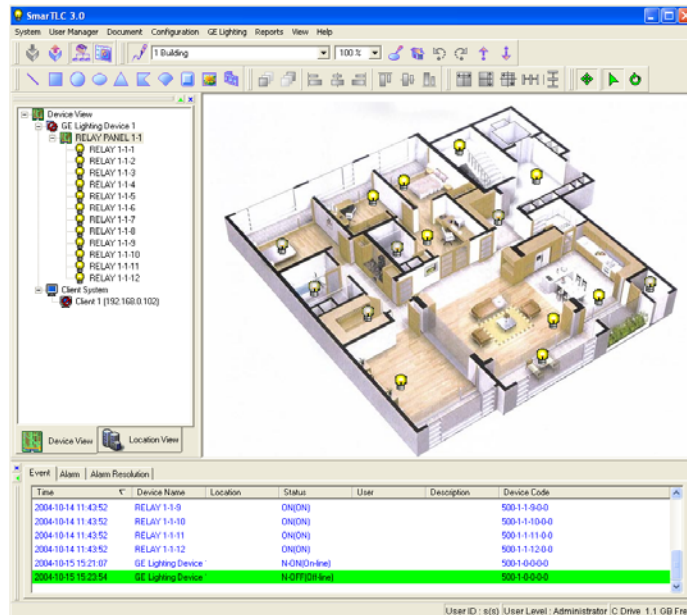 SmarTLC 3.0
System User Manager Document Configuration GE Lighting Reports View Help
1 Building 100 %
Device View
GE Lighting Device 1
RELAY PANEL 1-1
RELAY 1-1-1
RELAY 1-1-2
RELAY 1-1-3
RELAY 1-1-4
RELAY 1-1-5
RELAY 1-1-6
RELAY 1-1-7
RELAY 1-1-8
RELAY 1-1-9
RELAY 1-1-10
RELAY 1-1-11
RELAY 1-1-12
Client System
Client 1 (192.168.0.102)
Device View Location View
Event Alarm Alarm Resolution
Time Device Name Location Status User Description Device Code
2004-10-14 11:43:52 RELAY 1-1-9 ON(ON) 500-1-1-9-0-0
2004-10-14 11:43:52 RELAY 1-1-10 ON(ON) 500-1-1-10-0-0
2004-10-14 11:43:52 RELAY 1-1-11 ON(ON) 500-1-1-11-0-0
2004-10-14 11:43:52 RELAY 1-1-12 ON(ON) 500-1-1-12-0-0
2004-10-15 15:21:07 GE Lighting Device N-ON(On-line) 500-1-0-0-0-0
2004-10-15 15:23:54 GE Lighting Device N-OFF(Off-line) 500-1-0-0-0-0
User ID : s(s) User Level : Administrator C Drive 1.1 GB Fre